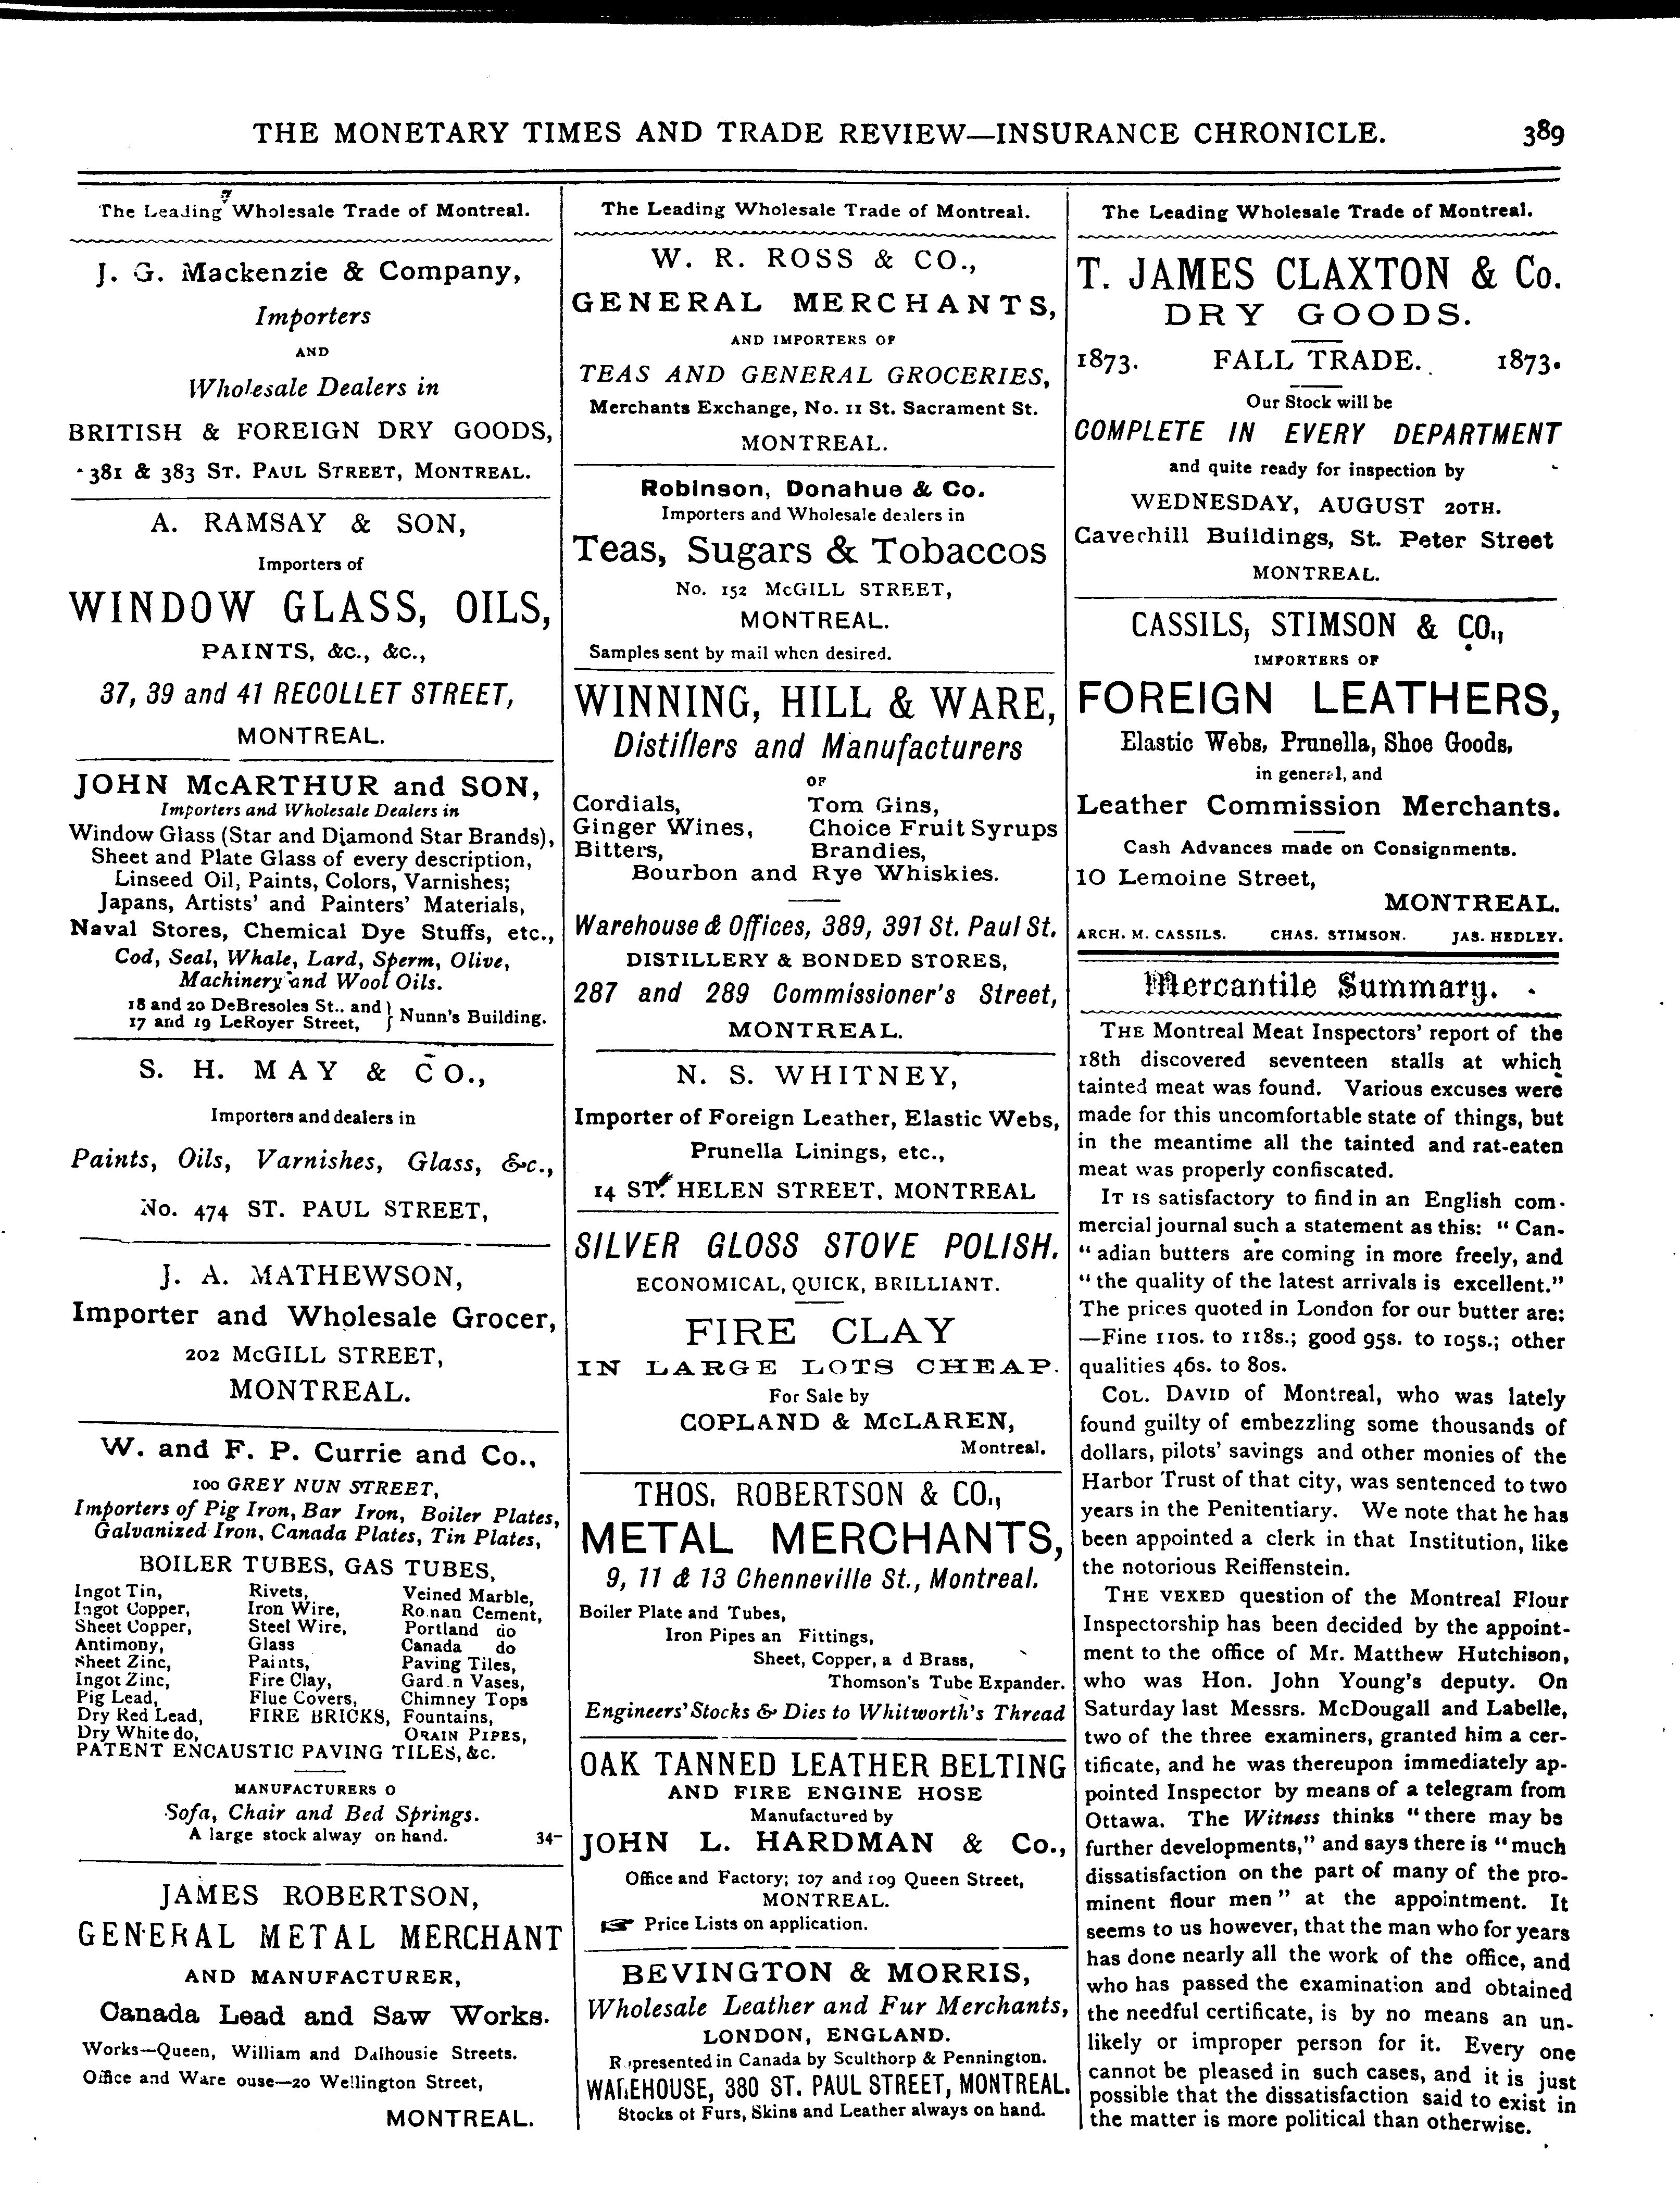 THE MONETARY TIMES AND TRADE REVIEW—INSURANCE CHRONICLE. 389
The Leading Wholesale Trade of Montreal.
J. G. Mackenzie & Company,
Importers
AND
Wholesale Dealers in
BRITISH & FOREIGN DRY GOODS,
381 & 383 ST. PAUL STREET, MONTREAL.
A. RAMSAY & SON,
Importers of
WINDOW GLASS, OILS,
PAINTS, &c., &c.,
37, 39 and 41 RECOLLET STREET,
MONTREAL.
JOHN McARTHUR and SON,
Importers and Wholesale Dealers in
Window Glass (Star and Diamond Star Brands),
Sheet and Plate Glass of every description,
Linseed Oil, Paints, Colors, Varnishes;
Japans, Artists' and Painters' Materials,
Naval Stores, Chemical Dye Stuffs, etc.,
Cod, Seal, Whale, Lard, Sperm, Olive,
Machinery and Wool Oils.
18 and 20 DeBresoles St.. and }
17 and 19 LeRoyer Street, } Nunn's Building.
S. H. MAY & CO.,
Importers and dealers in
Paints, Oils, Varnishes, Glass, &c.,
No. 474 ST. PAUL STREET,
J. A. MATHEWSON,
Importer and Wholesale Grocer,
202 McGILL STREET,
MONTREAL.
W. and F. P. Currie and Co.,
100 GREY NUN STREET,
Importers of Pig Iron, Bar Iron, Boiler Plates,
Galvanized Iron, Canada Plates, Tin Plates,
BOILER TUBES, GAS TUBES,
Ingot Tin, Rivets, Veined Marble,
Ingot Copper, Iron Wire, Roman Cement,
Sheet Copper, Steel Wire, Portland do
Antimony, Glass Canada do
Sheet Zinc, Paints, Paving Tiles,
Ingot Zinc, Fire Clay, Gard n Vases,
Pig Lead, Flue Covers, Chimney Tops
Dry Red Lead, FIRE BRICKS, Fountains,
Dry White do, DRAIN PIPES,
PATENT ENCAUSTIC PAVING TILES, &c.
MANUFACTURERS O
Sofa, Chair and Bed Springs.
A large stock alway on hand. 34-
JAMES ROBERTSON,
GENERAL METAL MERCHANT
AND MANUFACTURER,
Canada Lead and Saw Works.
Works—Queen, William and Dalhousie Streets.
Office and Ware ouse—20 Wellington Street,
MONTREAL.
The Leading Wholesale Trade of Montreal.
W. R. ROSS & CO.,
GENERAL MERCHANTS,
AND IMPORTERS OF
TEAS AND GENERAL GROCERIES,
Merchants Exchange, No. 11 St. Sacrament St.
MONTREAL.
Robinson, Donahue & Co.
Importers and Wholesale dealers in
Teas, Sugars & Tobaccos
No. 152 McGILL STREET,
MONTREAL.
Samples sent by mail when desired.
WINNING, HILL & WARE,
Distillers and Manufacturers
OF
Cordials, Tom Gins,
Ginger Wines, Choice Fruit Syrups
Bitters, Brandies,
Bourbon and Rye Whiskies.
Warehouse & Offices, 389, 391 St. Paul St.
DISTILLERY & BONDED STORES,
287 and 289 Commissioner's Street,
MONTREAL.
N. S. WHITNEY,
Importer of Foreign Leather, Elastic Webs,
Prunella Linings, etc.,
14 ST. HELEN STREET, MONTREAL
SILVER GLOSS STOVE POLISH.
ECONOMICAL, QUICK, BRILLIANT.
FIRE CLAY
IN LARGE LOTS CHEAP.
For Sale by
COPLAND & McLAREN,
Montreal.
THOS. ROBERTSON & CO.,
METAL MERCHANTS,
9, 11 & 13 Chenneville St., Montreal.
Boiler Plate and Tubes,
Iron Pipes an Fittings,
Sheet, Copper, a d Brass,
Thomson's Tube Expander.
Engineers' Stocks & Dies to Whitworth's Thread
OAK TANNED LEATHER BELTING
AND FIRE ENGINE HOSE
Manufactured by
JOHN L. HARDMAN & Co.,
Office and Factory; 107 and 109 Queen Street,
MONTREAL.
☞ Price Lists on application.
BEVINGTON & MORRIS,
Wholesale Leather and Fur Merchants,
LONDON, ENGLAND.
Represented in Canada by Sculthorp & Pennington.
WAREHOUSE, 380 ST. PAUL STREET, MONTREAL.
Stocks of Furs, Skins and Leather always on hand.
The Leading Wholesale Trade of Montreal.
T. JAMES CLAXTON & Co.
DRY GOODS.
1873. FALL TRADE. 1873.
Our Stock will be
COMPLETE IN EVERY DEPARTMENT
and quite ready for inspection by
WEDNESDAY, AUGUST 20TH.
Caverhill Buildings, St. Peter Street
MONTREAL.
CASSILS, STIMSON & CO.,
IMPORTERS OF
FOREIGN LEATHERS,
Elastic Webs, Prunella, Shoe Goods,
in general, and
Leather Commission Merchants.
Cash Advances made on Consignments.
10 Lemoine Street,
MONTREAL.
ARCH. M. CASSILS. CHAS. STIMSON. JAS. HEDLEY.
Mercantile Summary.
THE Montreal Meat Inspectors' report of the
18th discovered seventeen stalls at which
tainted meat was found. Various excuses were
made for this uncomfortable state of things, but
in the meantime all the tainted and rat-eaten
meat was properly confiscated.
IT IS satisfactory to find in an English com-
mercial journal such a statement as this: "Can-
"adian butters are coming in more freely, and
"the quality of the latest arrivals is excellent."
The prices quoted in London for our butter are:
—Fine 110s. to 118s.; good 95s. to 105s.; other
qualities 46s. to 80s.
COL. DAVID of Montreal, who was lately
found guilty of embezzling some thousands of
dollars, pilots' savings and other monies of the
Harbor Trust of that city, was sentenced to two
years in the Penitentiary. We note that he has
been appointed a clerk in that Institution, like
the notorious Reiffenstein.
THE VEXED question of the Montreal Flour
Inspectorship has been decided by the appoint-
ment to the office of Mr. Matthew Hutchison,
who was Hon. John Young's deputy. On
Saturday last Messrs. McDougall and Labelle,
two of the three examiners, granted him a cer-
tificate, and he was thereupon immediately ap-
pointed Inspector by means of a telegram from
Ottawa. The Witness thinks "there may be
further developments," and says there is "much
dissatisfaction on the part of many of the pro-
minent flour men" at the appointment. It
seems to us however, that the man who for years
has done nearly all the work of the office, and
who has passed the examination and obtained
the needful certificate, is by no means an un-
likely or improper person for it. Every one
cannot be pleased in such cases, and it is just
possible that the dissatisfaction said to exist in
the matter is more political than otherwise.